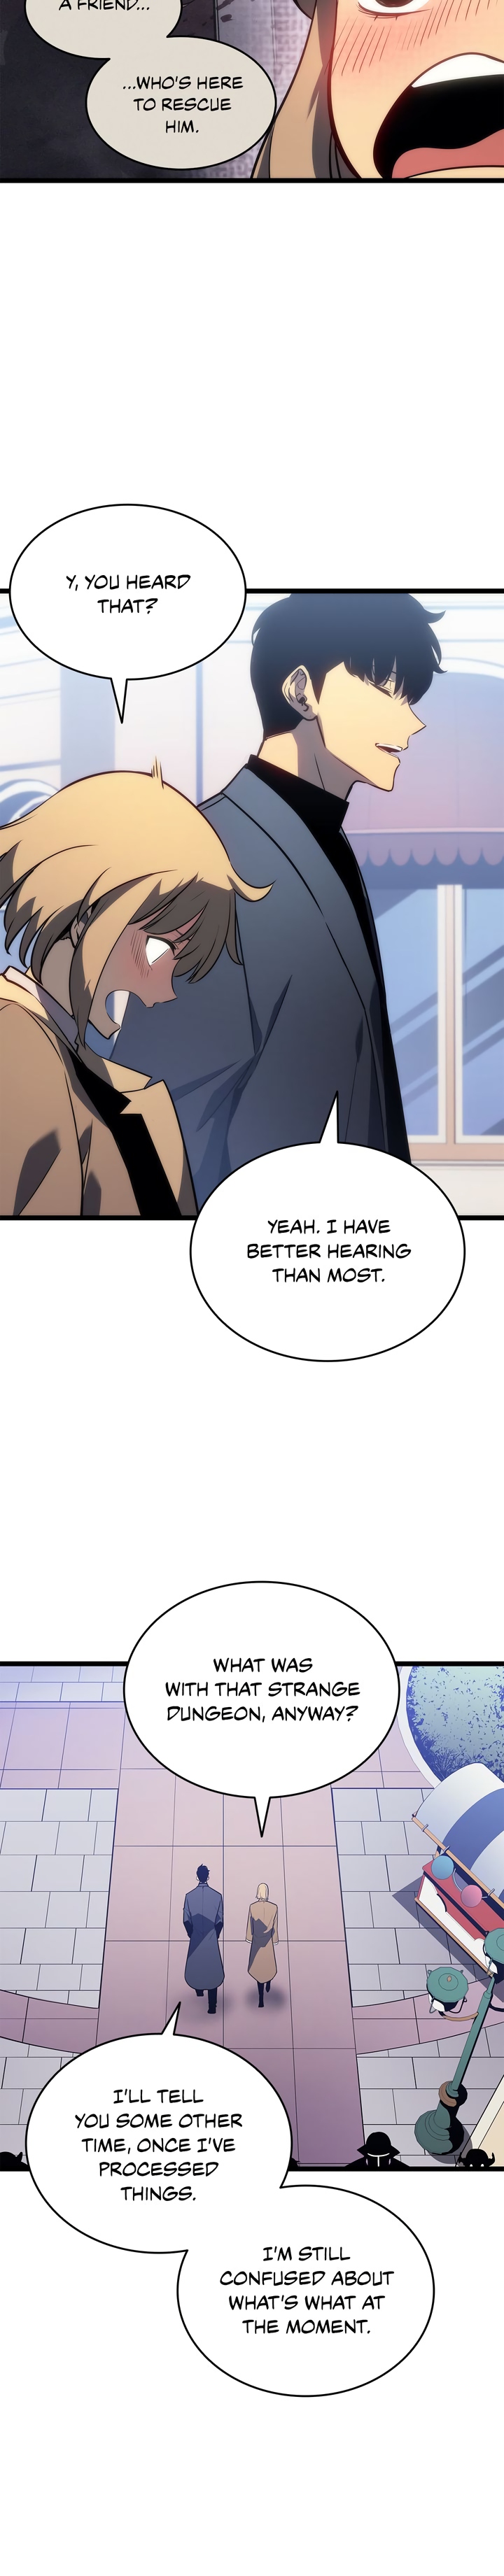 A FRIEND...
...WHO'S HERE
TO RESCUE
HIM.
Y, YOU HEARD
THAT?
YEAH. I HAVE
BETTER HEARING
THAN MOST.
WHAT WAS
WITH THAT STRANGE
DUNGEON, ANYWAY?
I'LL TELL
YOU SOME OTHER
TIME, ONCE I'VE
PROCESSED
THINGS.
I'M STILL
CONFUSED ABOUT
WHAT'S WHAT AT
THE MOMENT.